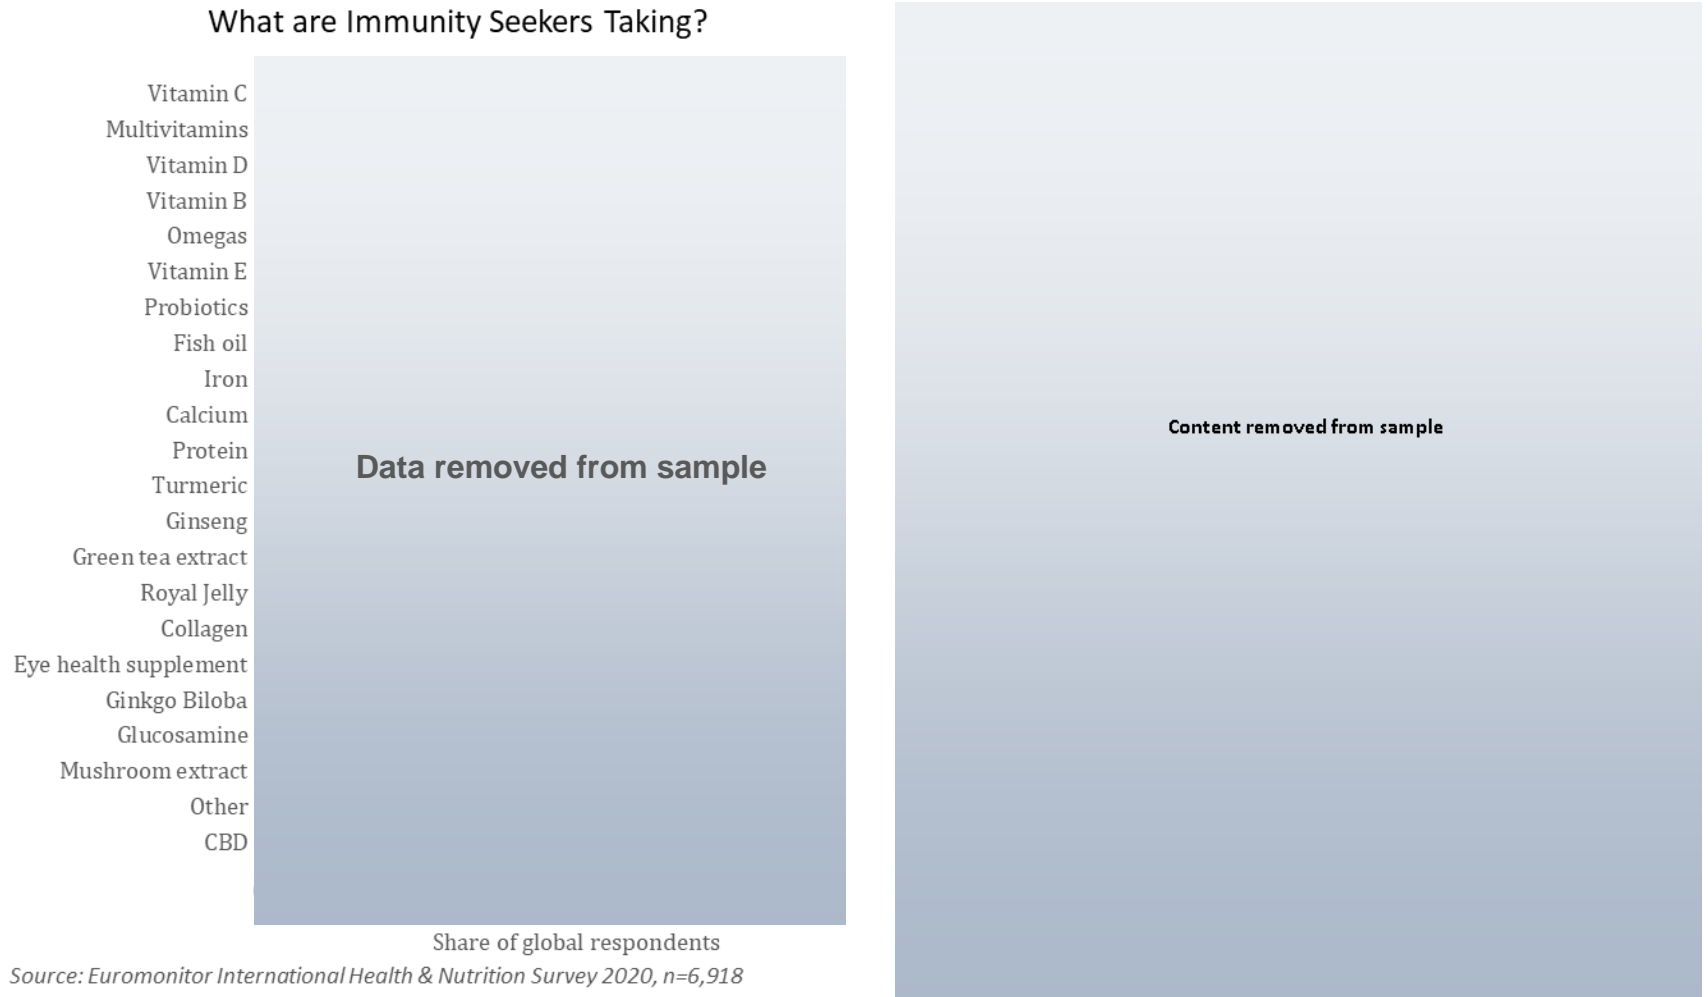 What are Immunity Seekers Taking?
Vitamin C
Multivitamins
Vitamin D
Vitamin B
Omegas
Vitamin E
Probiotics
Fish oil
Iron
Calcium
Protein
Turmeric
Ginseng
Green tea extract
Royal Jelly
Collagen
Eye health supplement
Ginkgo Biloba
Glucosamine
Mushroom extract
Other
CBD
Data removed from sample
Share of global respondents
Source: Euromonitor International Health & Nutrition Survey 2020, n=6,918
Content removed from sample